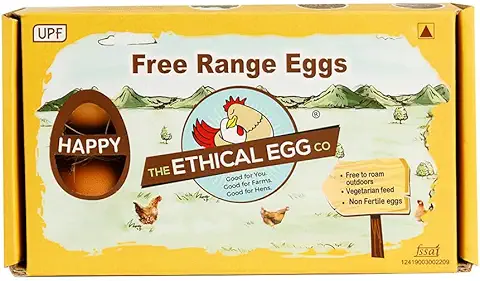 UPF
Free Range Eggs
HAPPY
®
THE ETHICAL EGG CO
Good for You.
Good for Farms.
Good for Hens.
• Free to roam
outdoors
• Vegetarian feed
• Non Fertile eggs
fssai
12419003002209